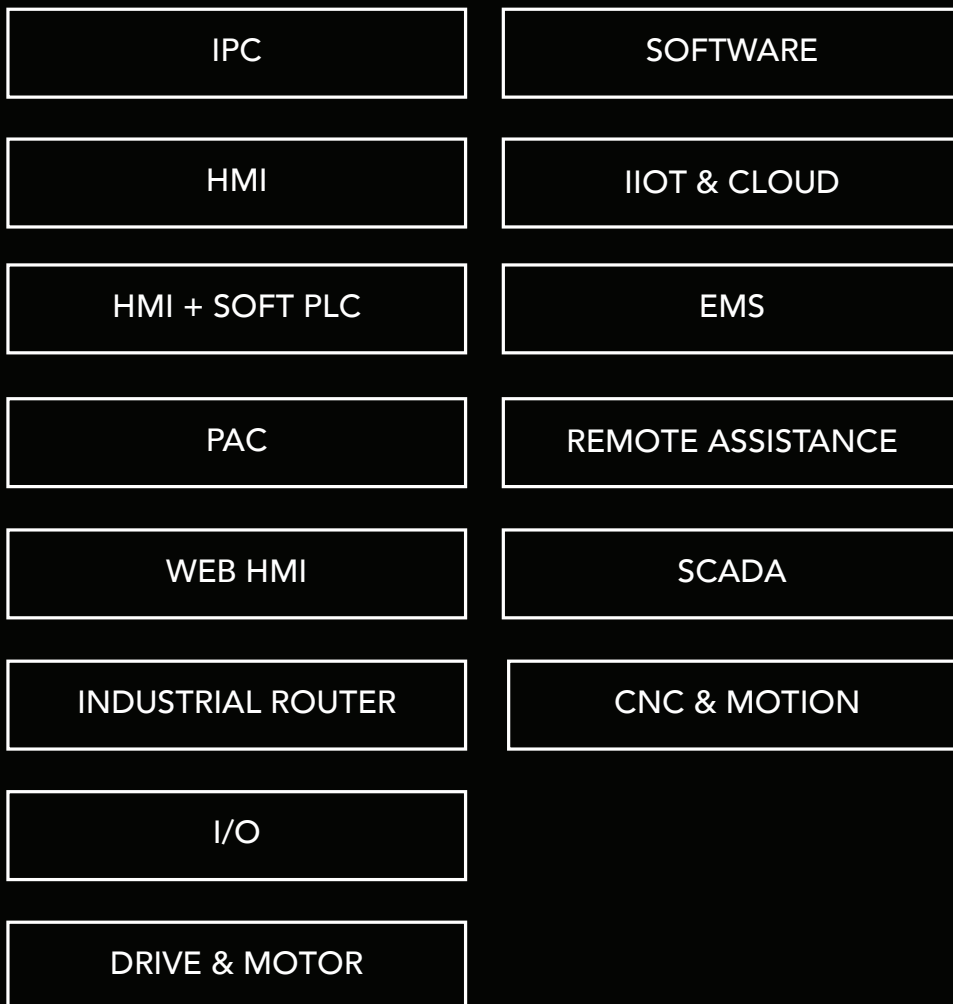 IPC
HMI
HMI + SOFT PLC
PAC
WEB HMI
INDUSTRIAL ROUTER
I/O
DRIVE & MOTOR
SOFTWARE
IIOT & CLOUD
EMS
REMOTE ASSISTANCE
SCADA
CNC & MOTION